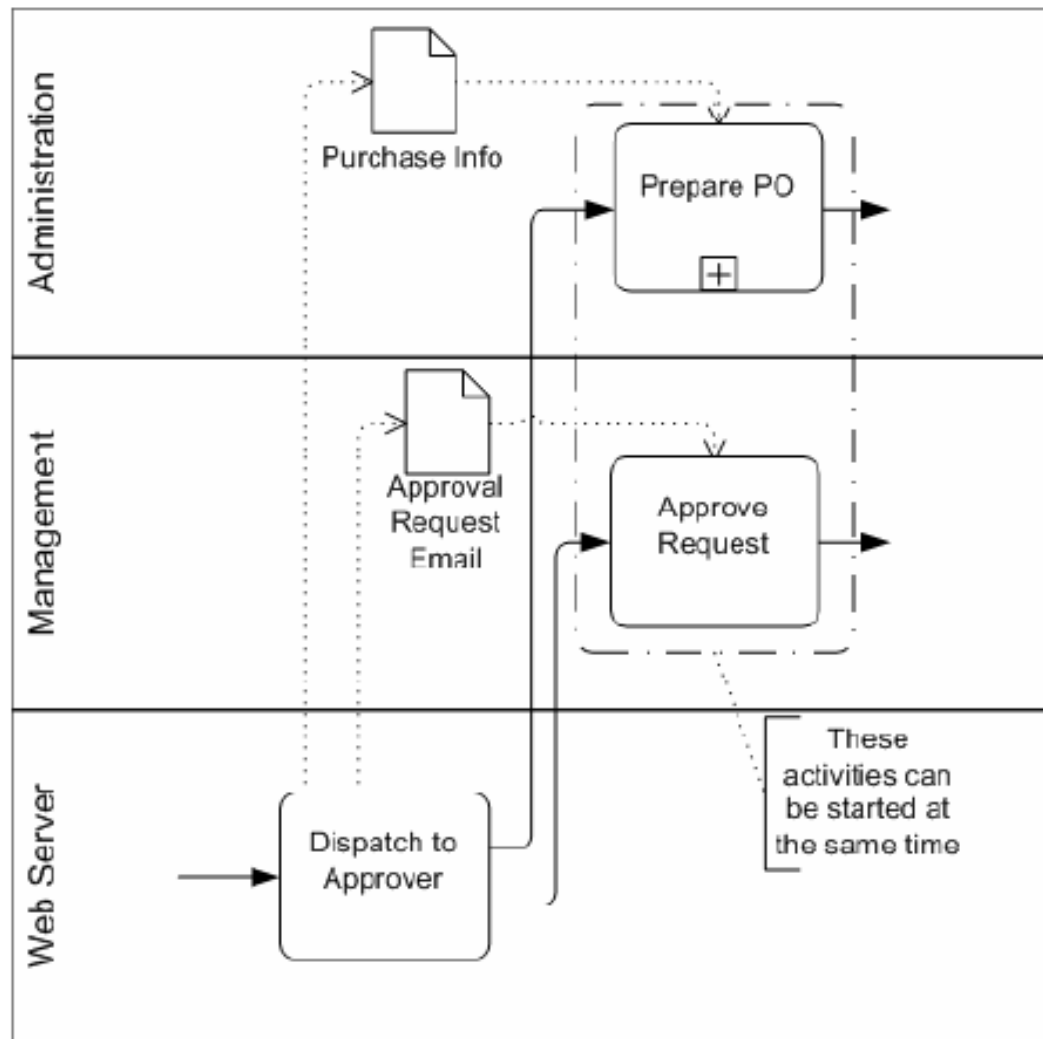 Administration
Purchase Info
Prepare PO
Management
Approval
Request
Email
Approve
Request
Web Server
Dispatch to
Approver
These
activities can
be started at
the same time